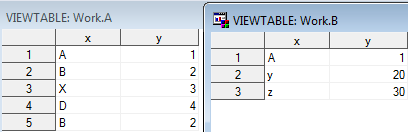 VIEWTABLE: Work.A
x y
1 A 1
2 B 2
3 X 3
4 D 4
5 B 2
VIEWTABLE: Work.B
x y
1 A 1
2 y 20
3 z 30